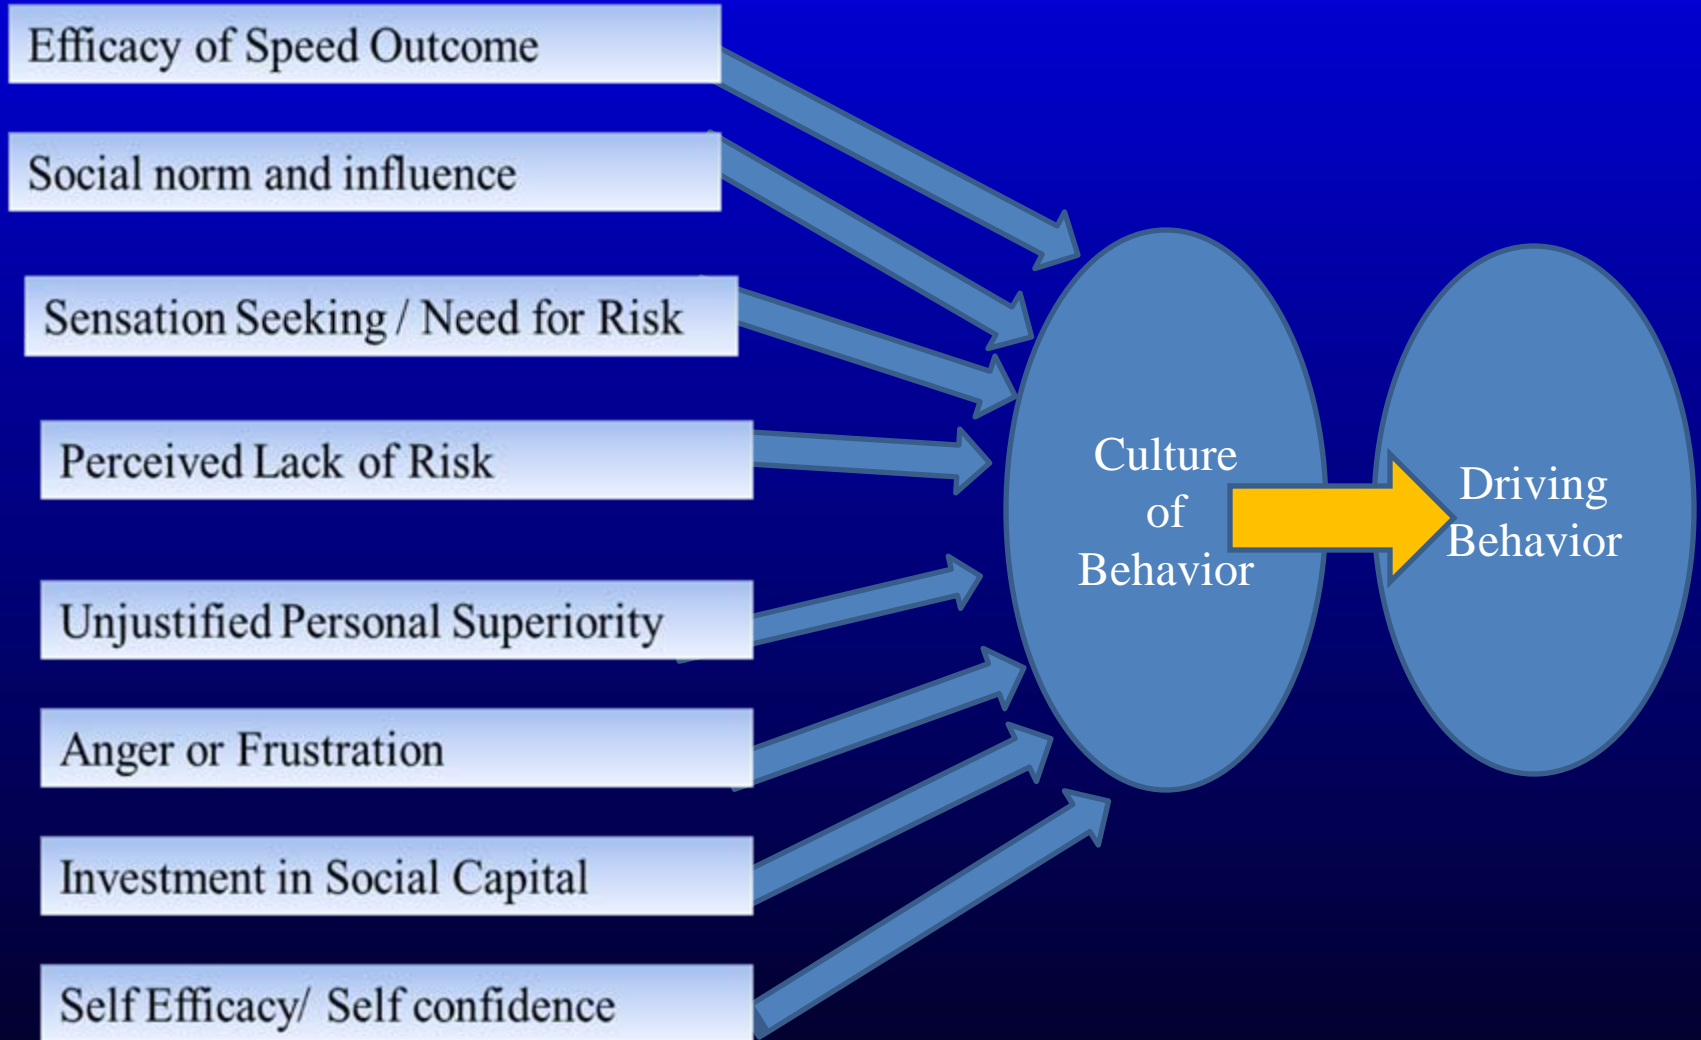 Efficacy of Speed Outcome
Social norm and influence
Sensation Seeking / Need for Risk
Perceived Lack of Risk
Unjustified Personal Superiority
Anger or Frustration
Investment in Social Capital
Self Efficacy/ Self confidence
Culture
of
Behavior
Driving
Behavior